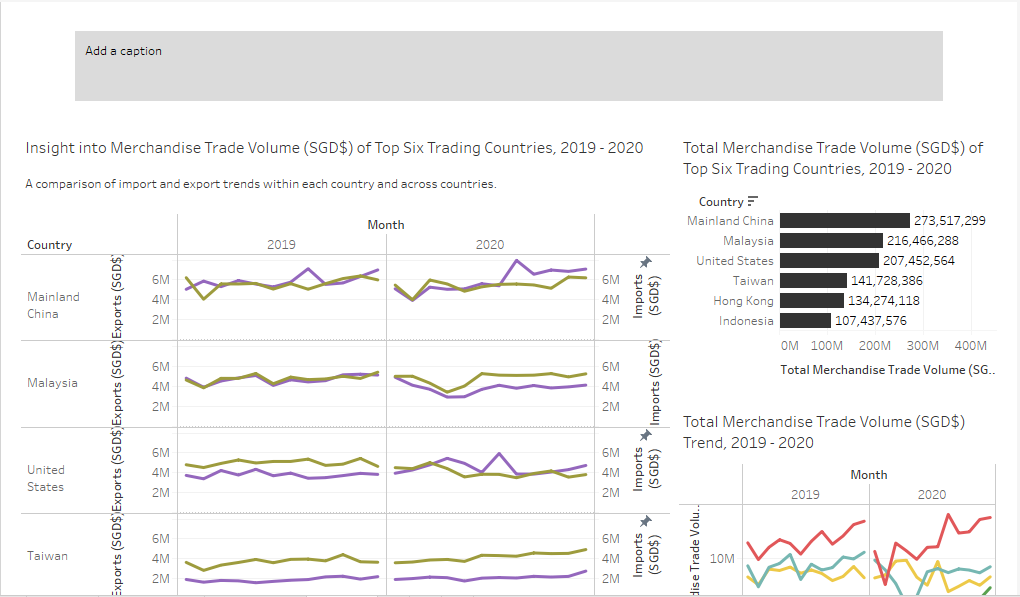 Add a caption
Insight into Merchandise Trade Volume (SGD$) of Top Six Trading Countries, 2019 - 2020
A comparison of import and export trends within each country and across countries.
Month
Country
2019
2020
Mainland
China
Exports (SGD$)
6M
4M
2M
6M
4M
2M
Imports
(SGD$)
Malaysia
Exports (SGD$)
6M
4M
2M
6M
4M
2M
Imports (SGD$)
United
States
Exports (SGD$)
6M
4M
2M
6M
4M
2M
Imports
(SGD$)
Taiwan
Exports (SGD$)
6M
4M
2M
6M
4M
2M
Imports
(SGD$)
Total Merchandise Trade Volume (SGD$) of
Top Six Trading Countries, 2019 - 2020
Country
Mainland China 273,517,299
Malaysia 216,466,288
United States 207,452,564
Taiwan 141,728,386
Hong Kong 134,274,118
Indonesia 107,437,576
0M 100M 200M 300M 400M
Total Merchandise Trade Volume (SG..
Total Merchandise Trade Volume (SGD$)
Trend, 2019 - 2020
Month
2019
2020
10M
dise Trade Volu..